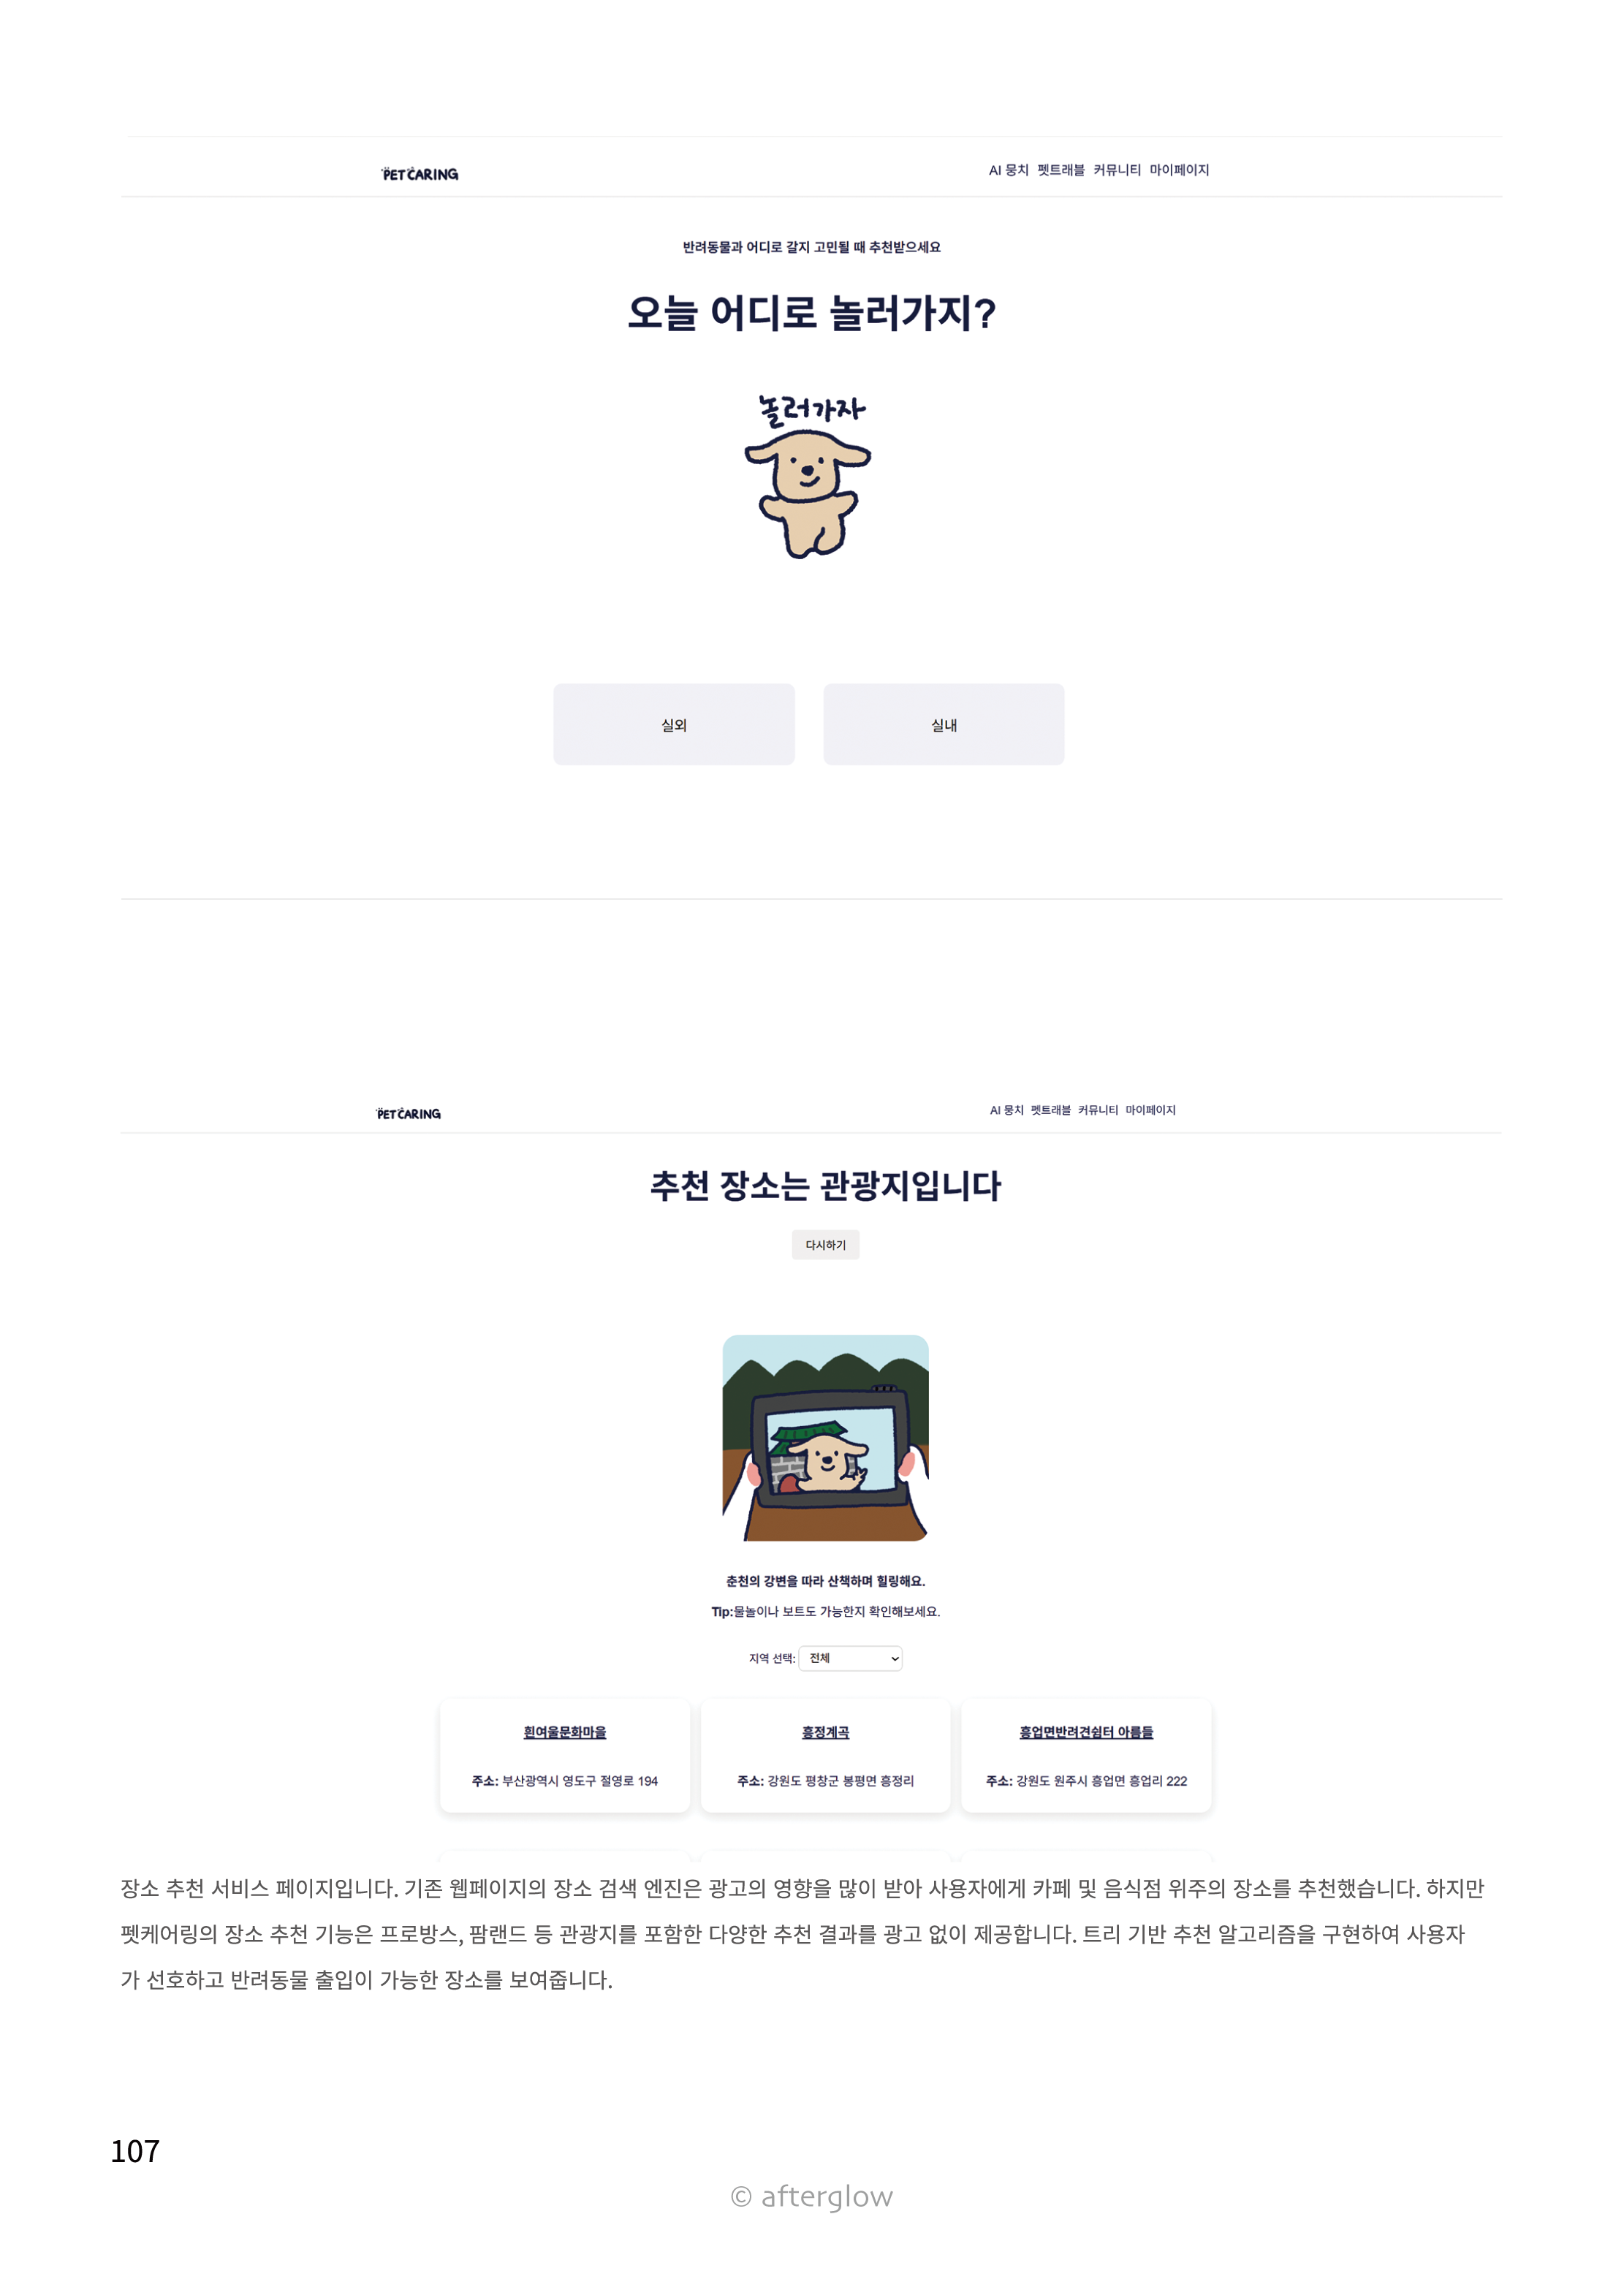 PET CARING
AI 뭉치 펫트래블 커뮤니티 마이페이지
반려동물과 어디로 갈지 고민될 때 추천받으세요
오늘 어디로 놀러가지?
놀러가자
실외
실내
PET CARING
AI 뭉치 펫트래블 커뮤니티 마이페이지
추천 장소는 관광지입니다
다시하기
춘천의 강변을 따라 산책하며 힐링해요.
Tip:물놀이나 보트도 가능한지 확인해보세요.
지역 선택: 전체
흰여울문화마을
주소: 부산광역시 영도구 절영로 194
흥정계곡
주소: 강원도 평창군 봉평면 흥정리
흥업면반려견쉼터 아름들
주소: 강원도 원주시 흥업면 흥업리 222
장소 추천 서비스 페이지입니다. 기존 웹페이지의 장소 검색 엔진은 광고의 영향을 많이 받아 사용자에게 카페 및 음식점 위주의 장소를 추천했습니다. 하지만
펫케어링의 장소 추천 기능은 프로방스, 팜랜드 등 관광지를 포함한 다양한 추천 결과를 광고 없이 제공합니다. 트리 기반 추천 알고리즘을 구현하여 사용자
가 선호하고 반려동물 출입이 가능한 장소를 보여줍니다.
107
© afterglow